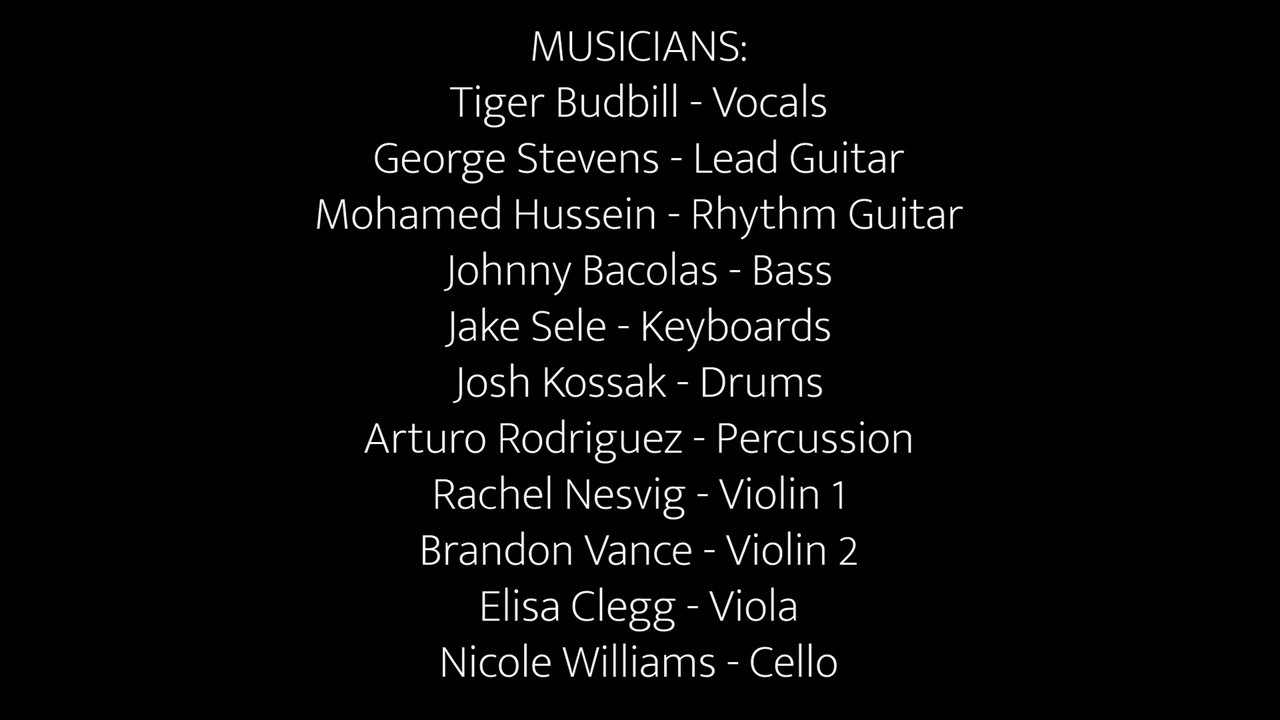 MUSICIANS:
Tiger Budbill - Vocals
George Stevens - Lead Guitar
Mohamed Hussein - Rhythm Guitar
Johnny Bacolas - Bass
Jake Sele - Keyboards
Josh Kossak - Drums
Arturo Rodriguez - Percussion
Rachel Nesvig - Violin 1
Brandon Vance - Violin 2
Elisa Clegg - Viola
Nicole Williams - Cello